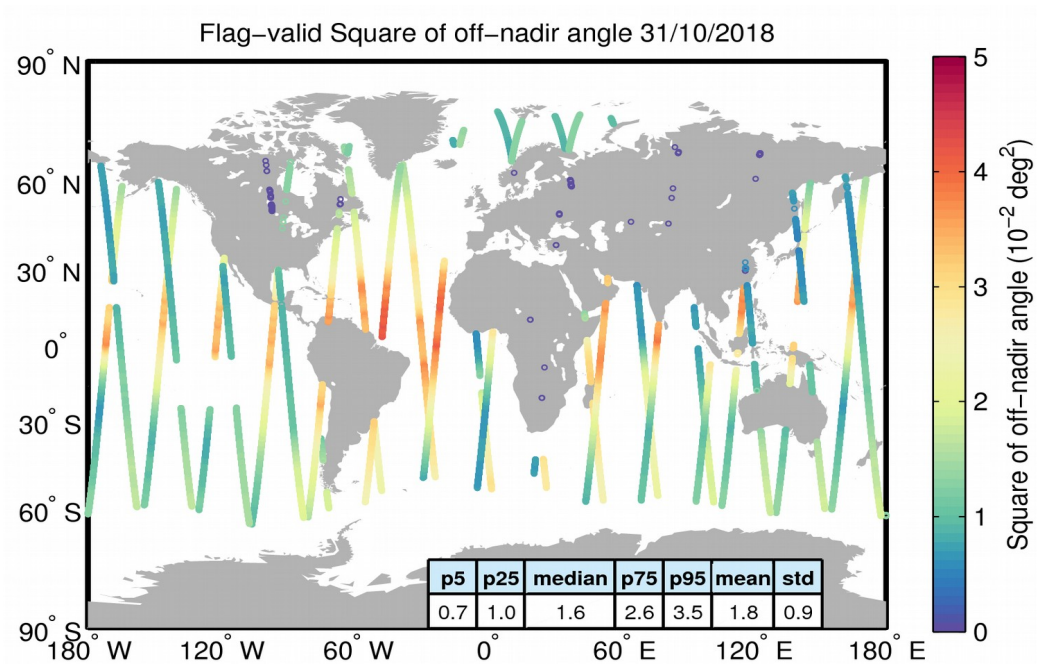 Flag−valid Square of off−nadir angle 31/10/2018
90° N
60° N
30° N
0°
30° S
60° S
90° S
180° W
120° W
60° W
0°
60° E
120° E
180° E
p5 p25 median p75 p95 mean std
0.7 1.0 1.6 2.6 3.5 1.8 0.9
5
4
3
2
1
0
Square of off−nadir angle (10⁻² deg²)